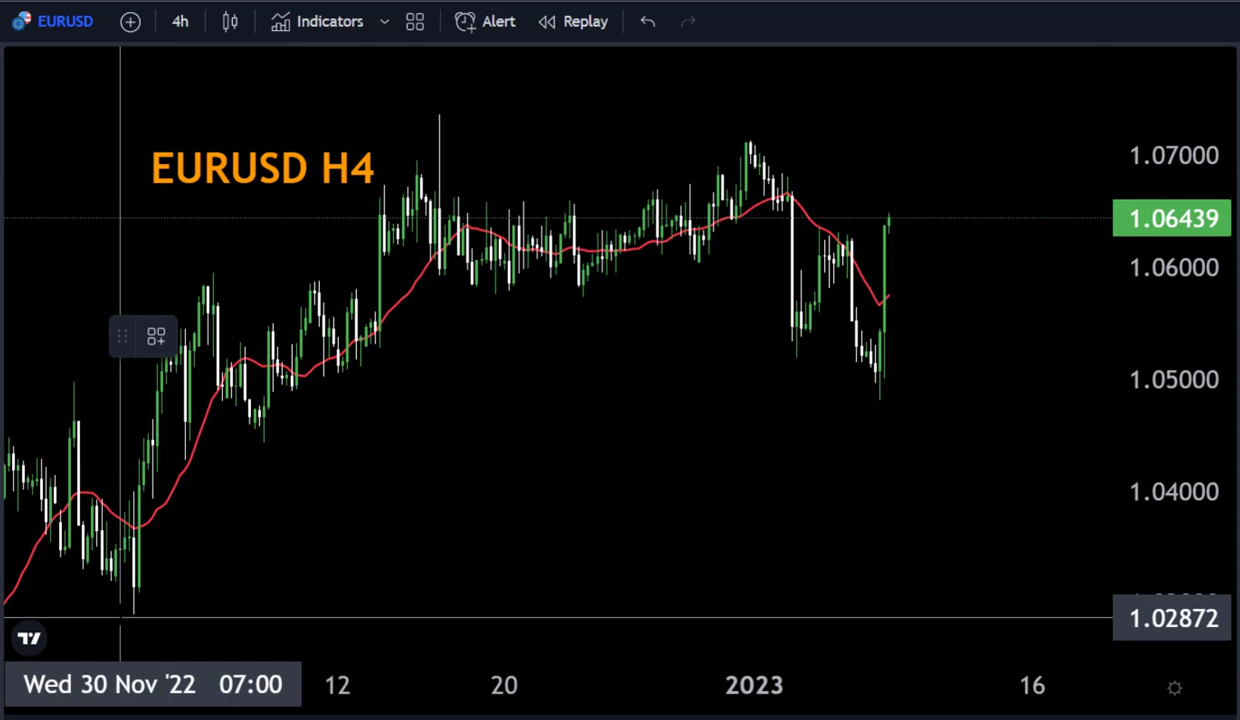 EURUSD 4h Indicators Alert Replay
EURUSD H4
1.07000
1.06439
1.06000
1.05000
1.04000
1.02872
Wed 30 Nov '22 07:00 12 20 2023 16